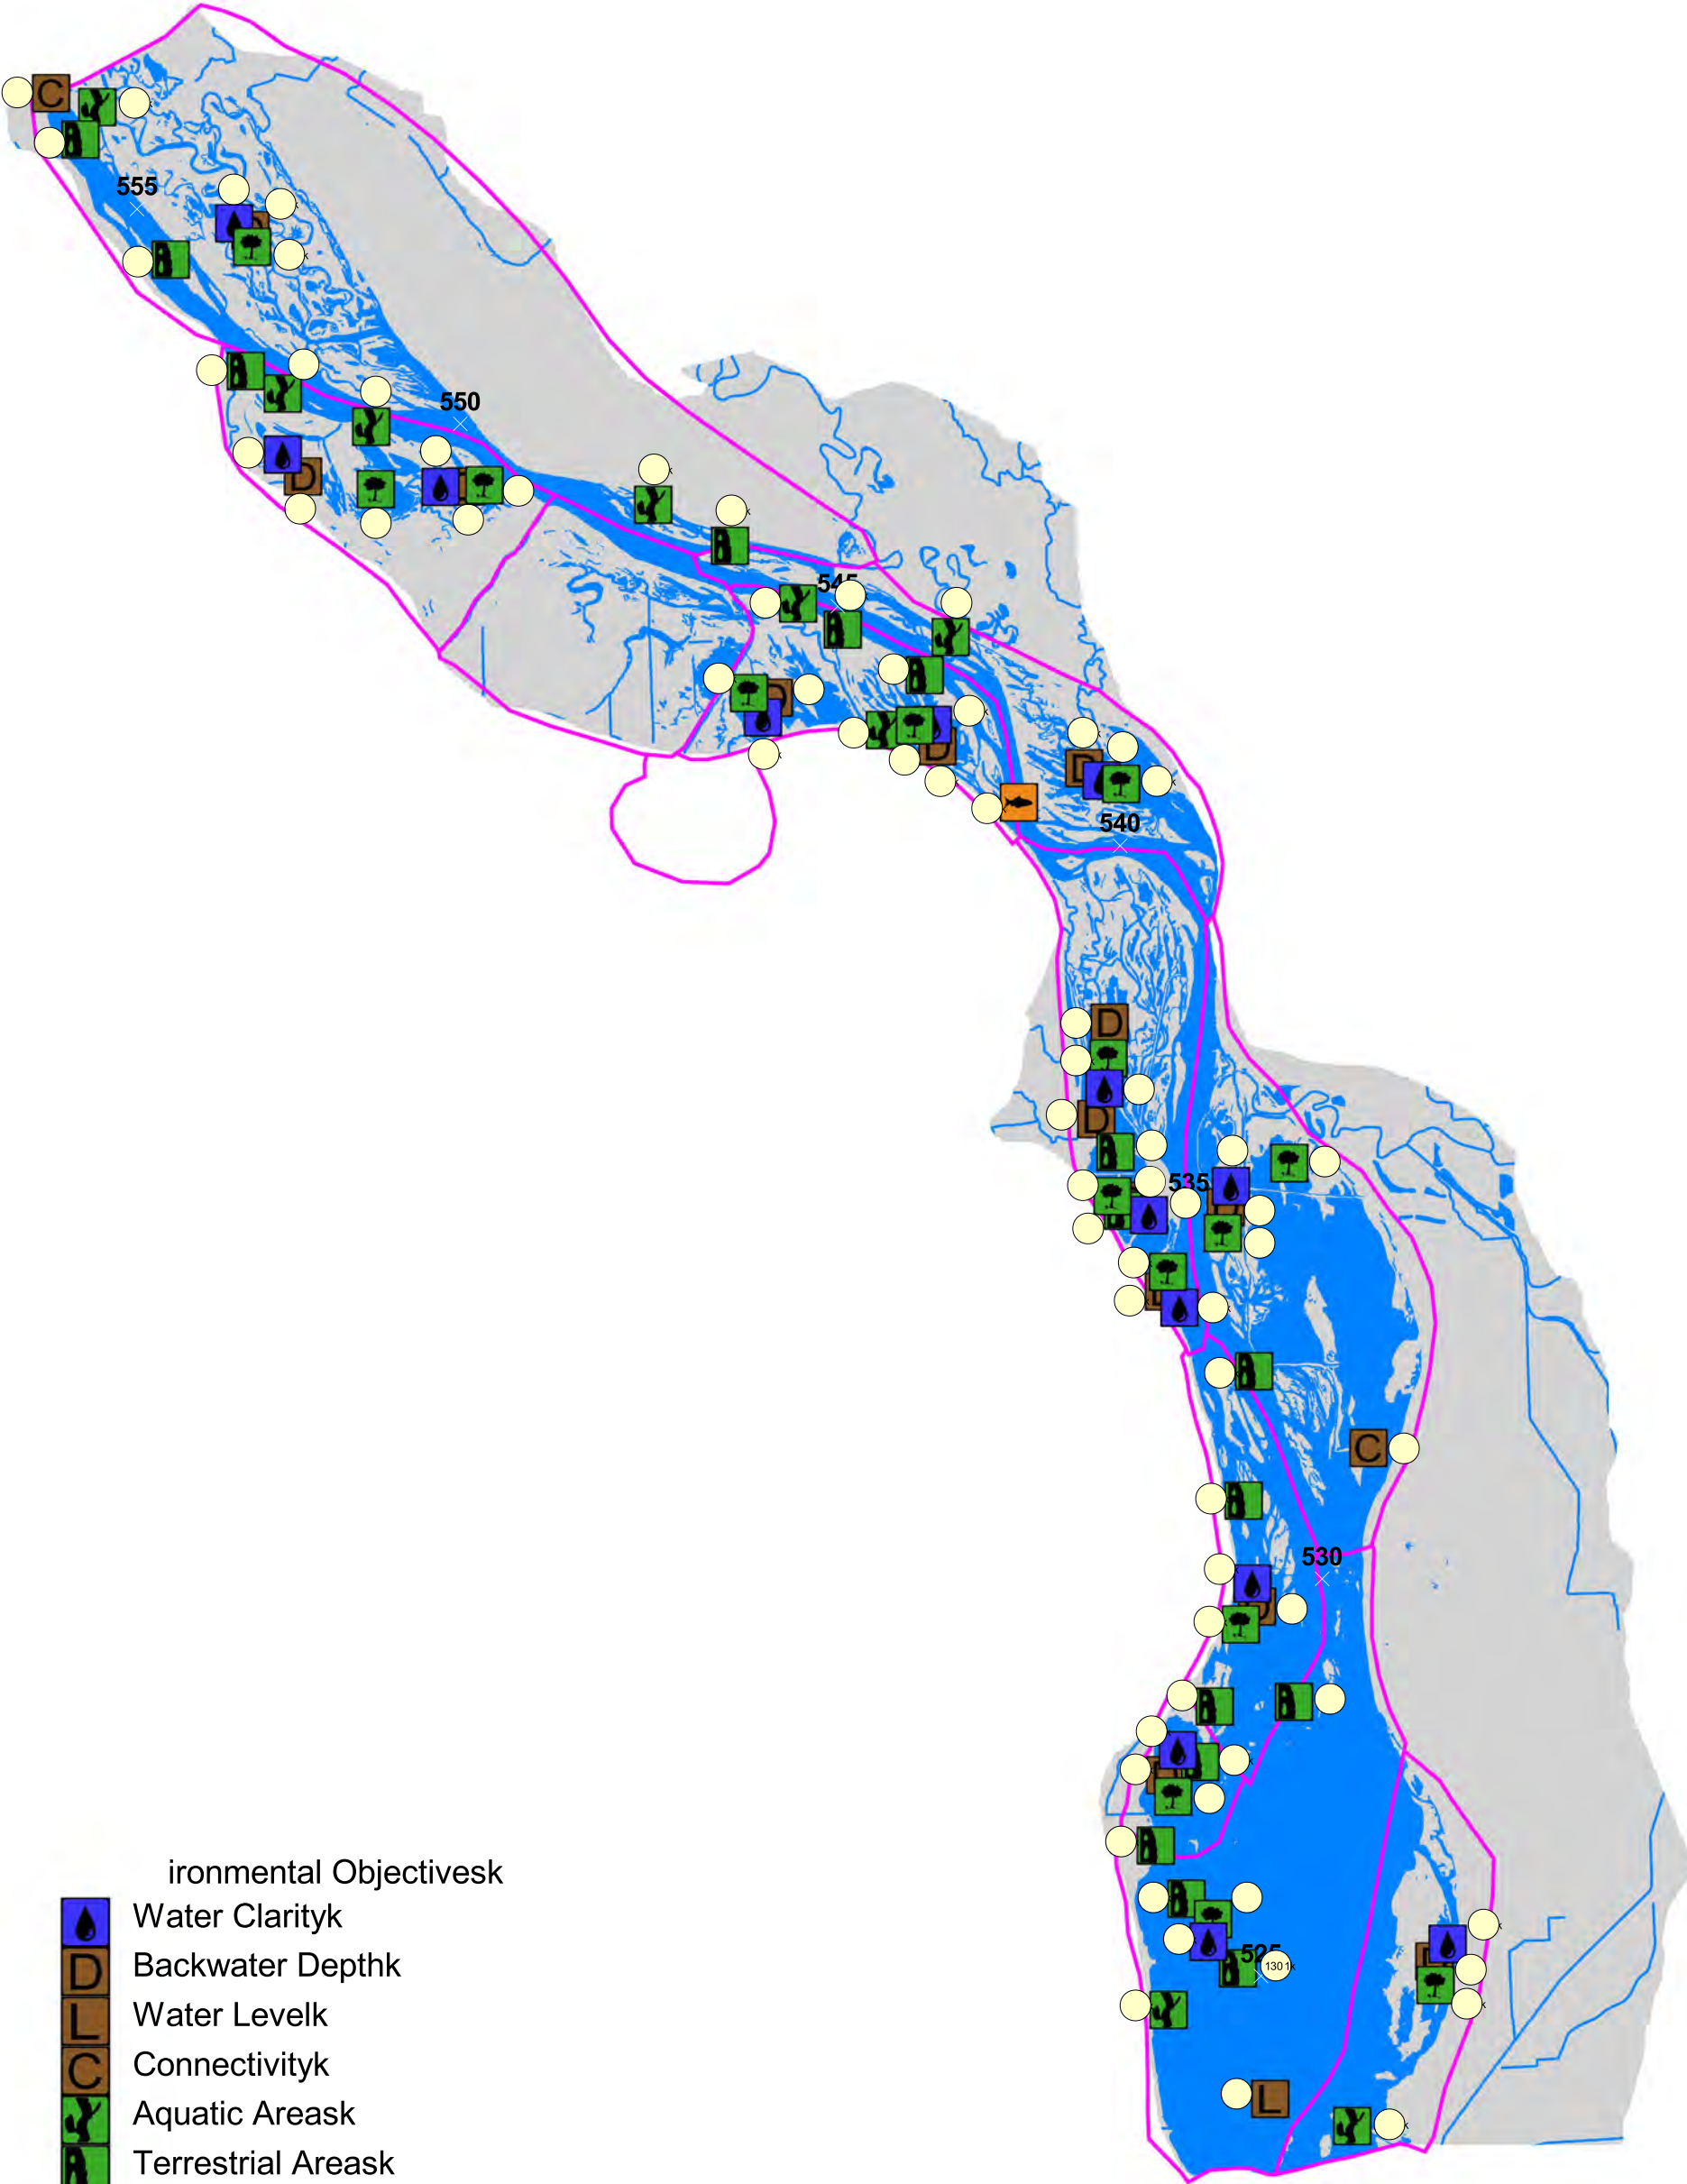 C
555
550
D
545
D
D
D
540
D
D
535
C
530
525
1301k
L
ironmental Objectivesk
Water Clarityk
D Backwater Depthk
L Water Levelk
C Connectivityk
Aquatic Areask
Terrestrial Areask